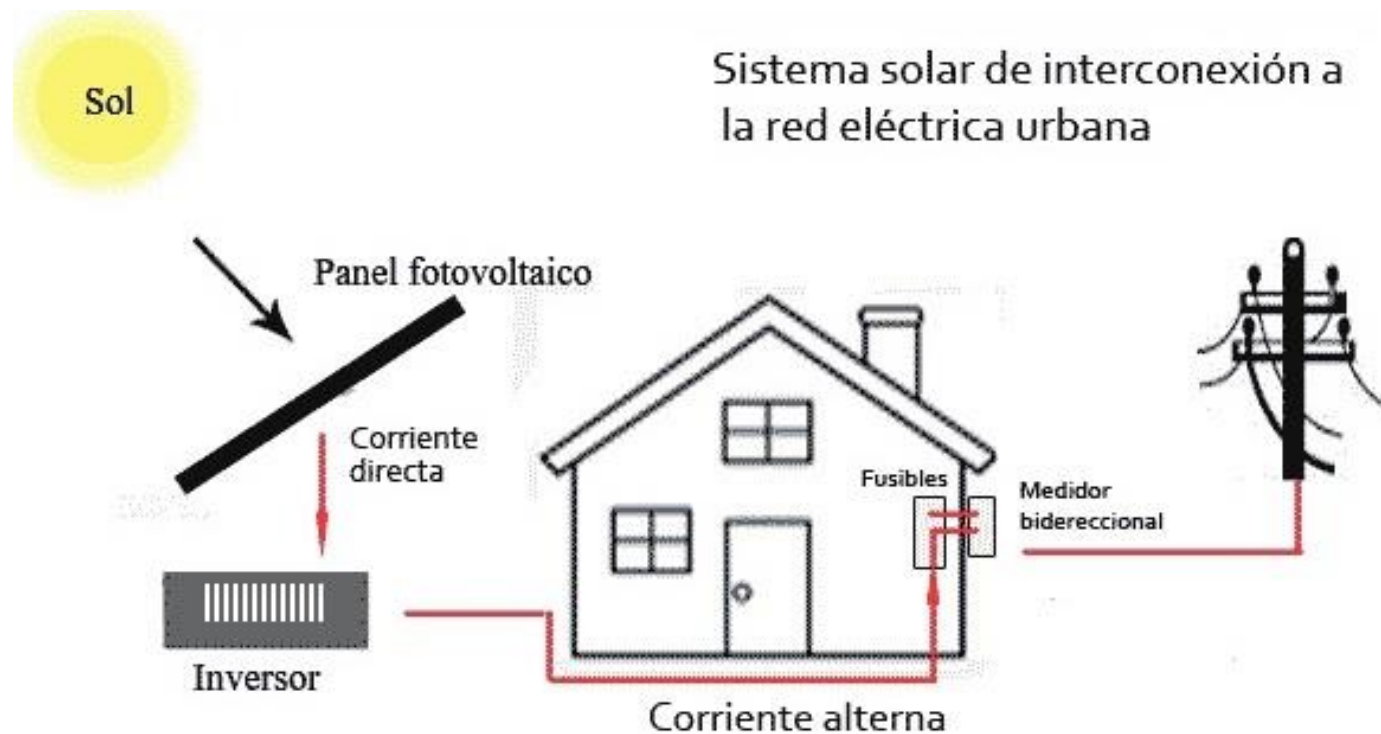 Sol
Sistema solar de interconexión a
la red eléctrica urbana
Panel fotovoltaico
Corriente
directa
Fusibles
Medidor
bidereccional
Inversor
Corriente alterna